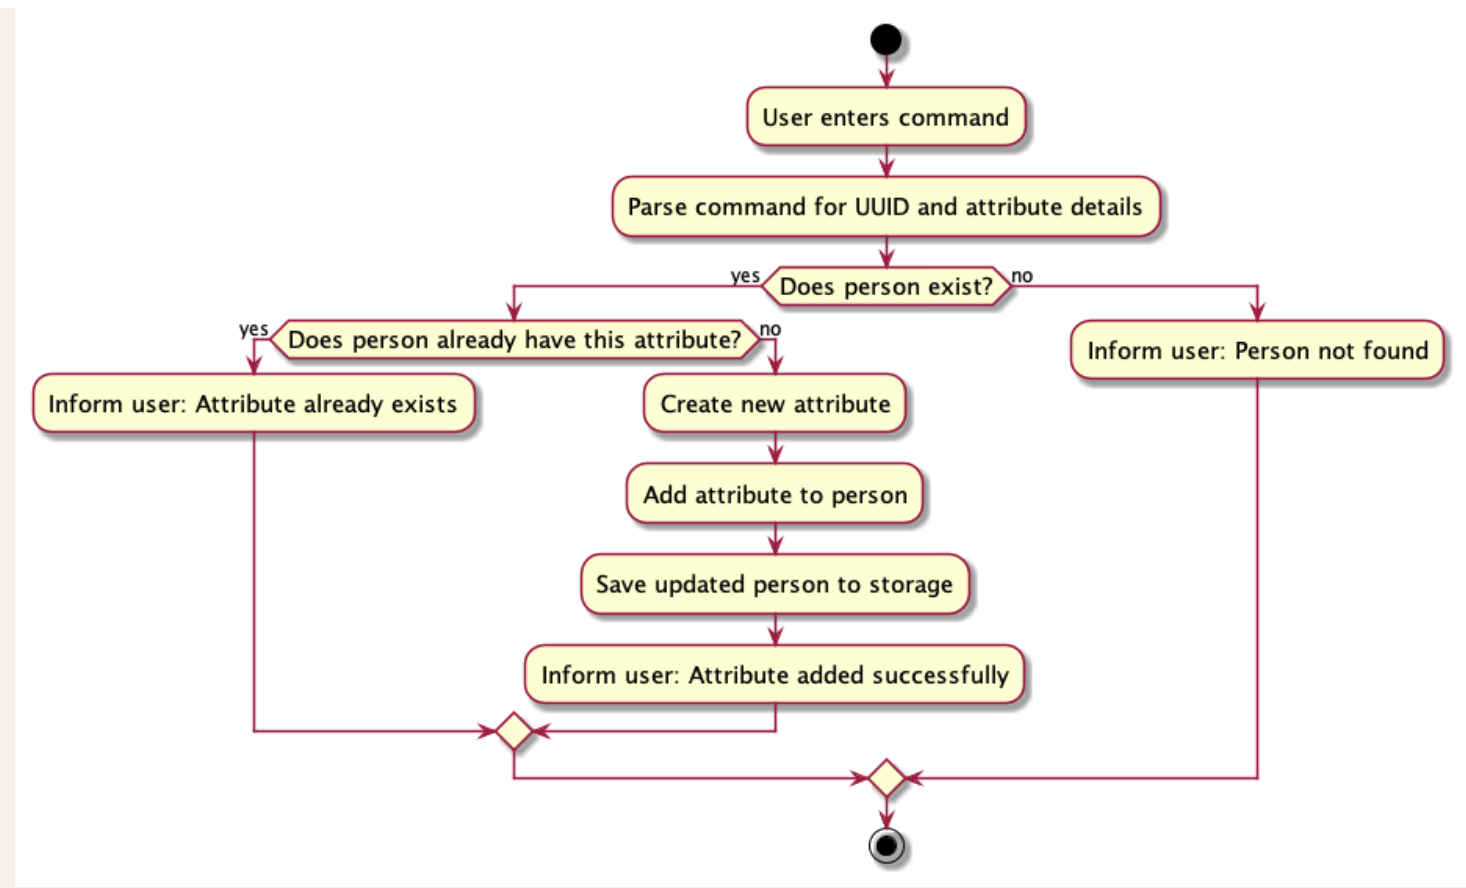 User enters command
Parse command for UUID and attribute details
yes
Does person exist?
no
yes
Does person already have this attribute?
no
Inform user: Person not found
Inform user: Attribute already exists
Create new attribute
Add attribute to person
Save updated person to storage
Inform user: Attribute added successfully